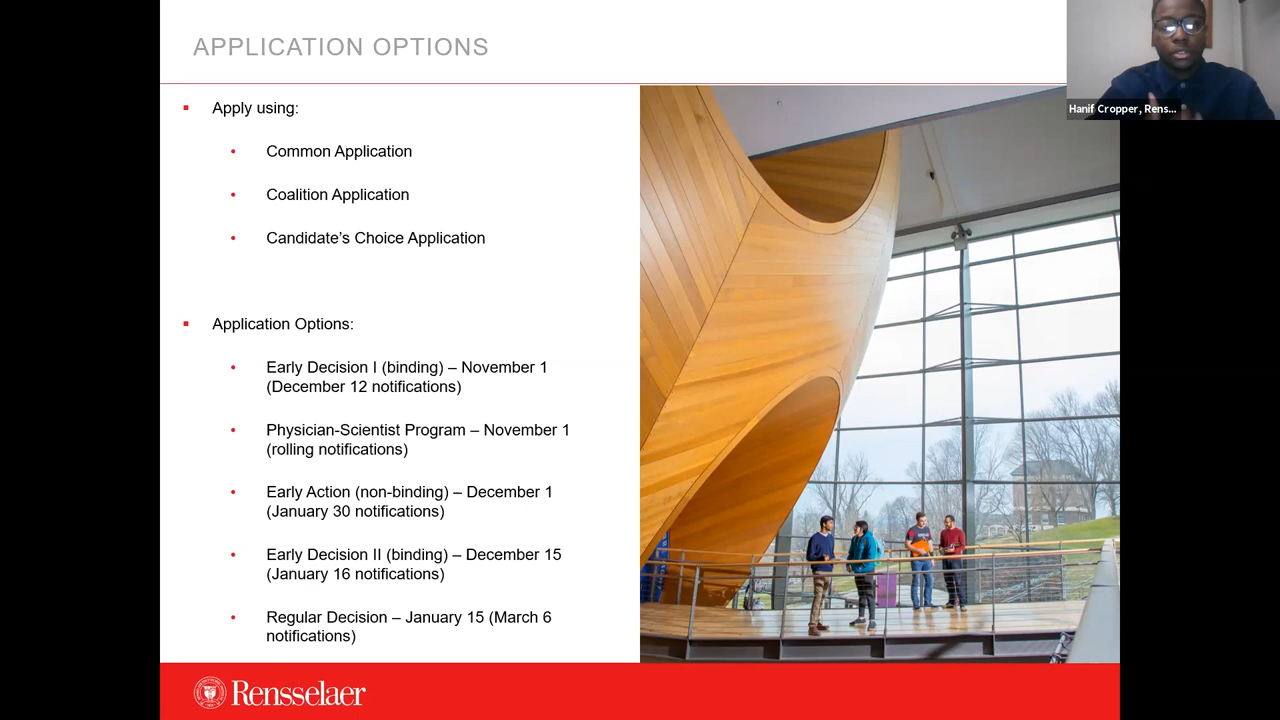 APPLICATION OPTIONS
Hanif Cropper, Rens...
Apply using:
Common Application
Coalition Application
Candidate’s Choice Application
Application Options:
Early Decision I (binding) – November 1
(December 12 notifications)
Physician-Scientist Program – November 1
(rolling notifications)
Early Action (non-binding) – December 1
(January 30 notifications)
Early Decision II (binding) – December 15
(January 16 notifications)
Regular Decision – January 15 (March 6
notifications)
Rensselaer